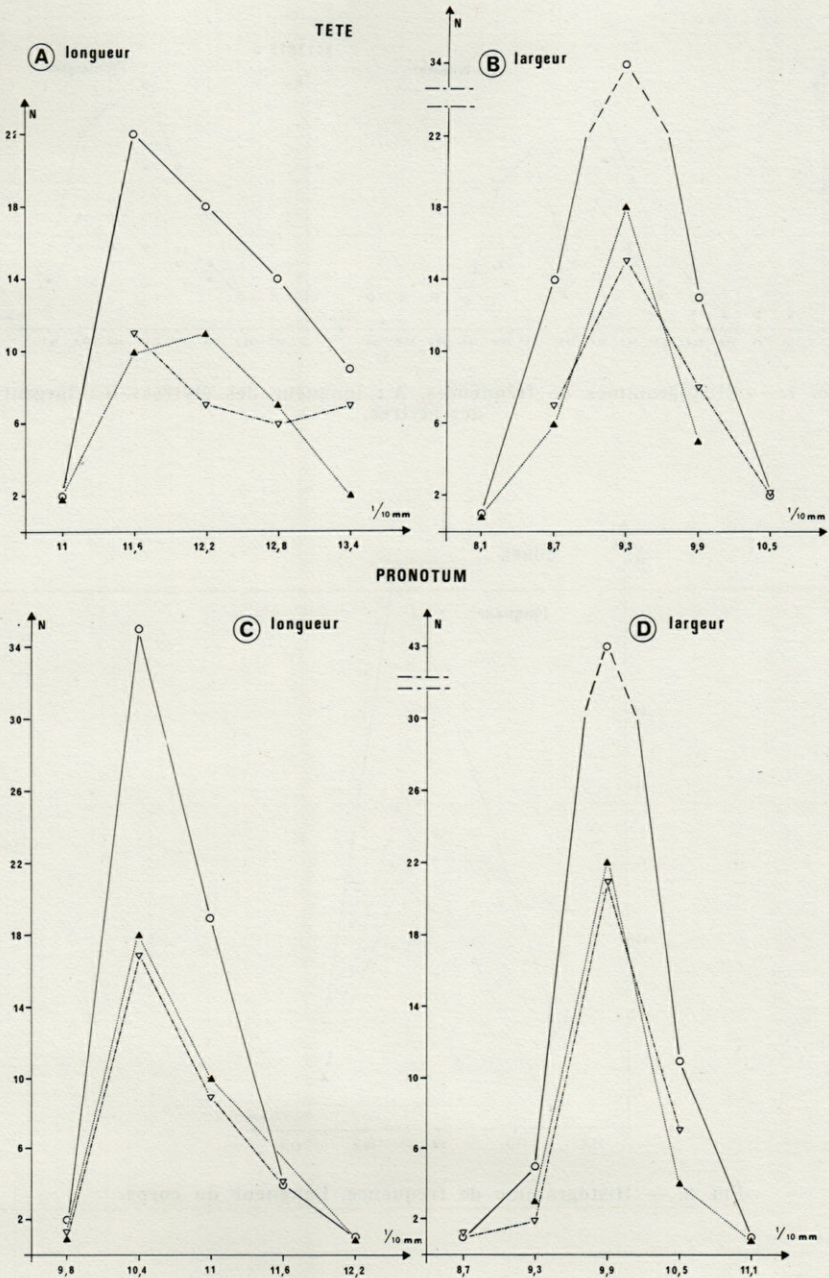 TETE
A longueur
N
22
18
14
10
6
2
11 11,6 12,2 12,8 13,4
1/10 mm
B largeur
N
34
22
18
14
10
6
2
8,1 8,7 9,3 9,9 10,5
1/10 mm
PRONOTUM
C longueur
N
34
30
26
22
18
14
10
6
2
9,8 10,4 11 11,6 12,2
1/10 mm
D largeur
N
43
30
26
22
18
14
10
6
2
8,7 9,3 9,9 10,5 11,1
1/10 mm